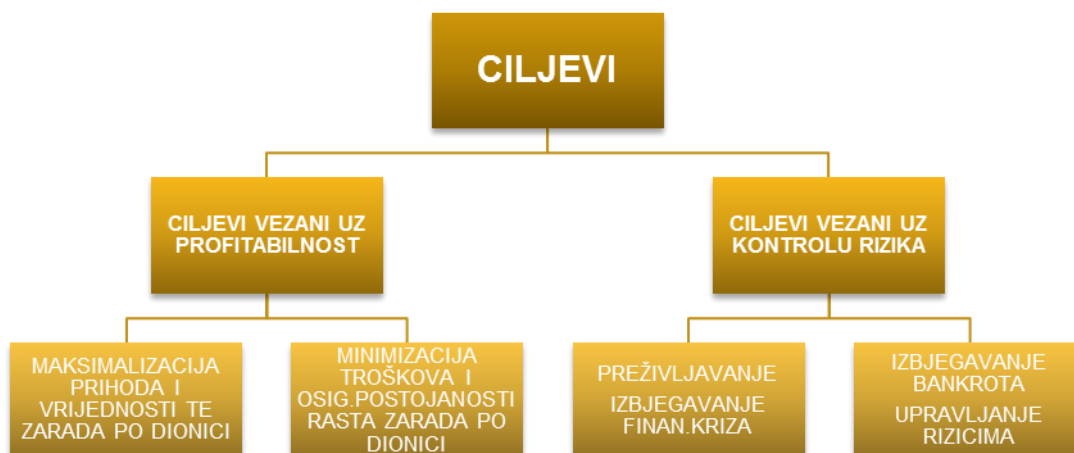 CILJEVI
CILJEVI VEZANI UZ
PROFITABILNOST
CILJEVI VEZANI UZ
KONTROLU RIZIKA
MAKSIMALIZACIJA
PRIHODA I
VRIJEDNOSTI TE
ZARADA PO DIONICI
MINIMIZACIJA
TROŠKOVA I
OSIG.POSTOJANOSTI
RASTA ZARADA PO
DIONICI
PREŽIVLJAVANJE
IZBJEGAVANJE
FINAN.KRIZA
IZBJEGAVANJE
BANKROTA
UPRAVLJANJE
RIZICIMA